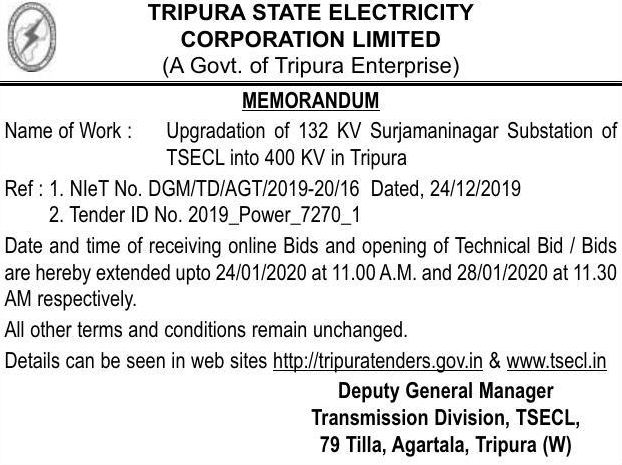 TRIPURA STATE ELECTRICITY
CORPORATION LIMITED
(A Govt. of Tripura Enterprise)
MEMORANDUM
Name of Work : Upgradation of 132 KV Surjamaninagar Substation of
TSECL into 400 KV in Tripura
Ref : 1. NIeT No. DGM/TD/AGT/2019-20/16 Dated, 24/12/2019
2. Tender ID No. 2019_Power_7270_1
Date and time of receiving online Bids and opening of Technical Bid / Bids
are hereby extended upto 24/01/2020 at 11.00 A.M. and 28/01/2020 at 11.30
AM respectively.
All other terms and conditions remain unchanged.
Details can be seen in web sites http://tripuratenders.gov.in & www.tsecl.in
Deputy General Manager
Transmission Division, TSECL,
79 Tilla, Agartala, Tripura (W)